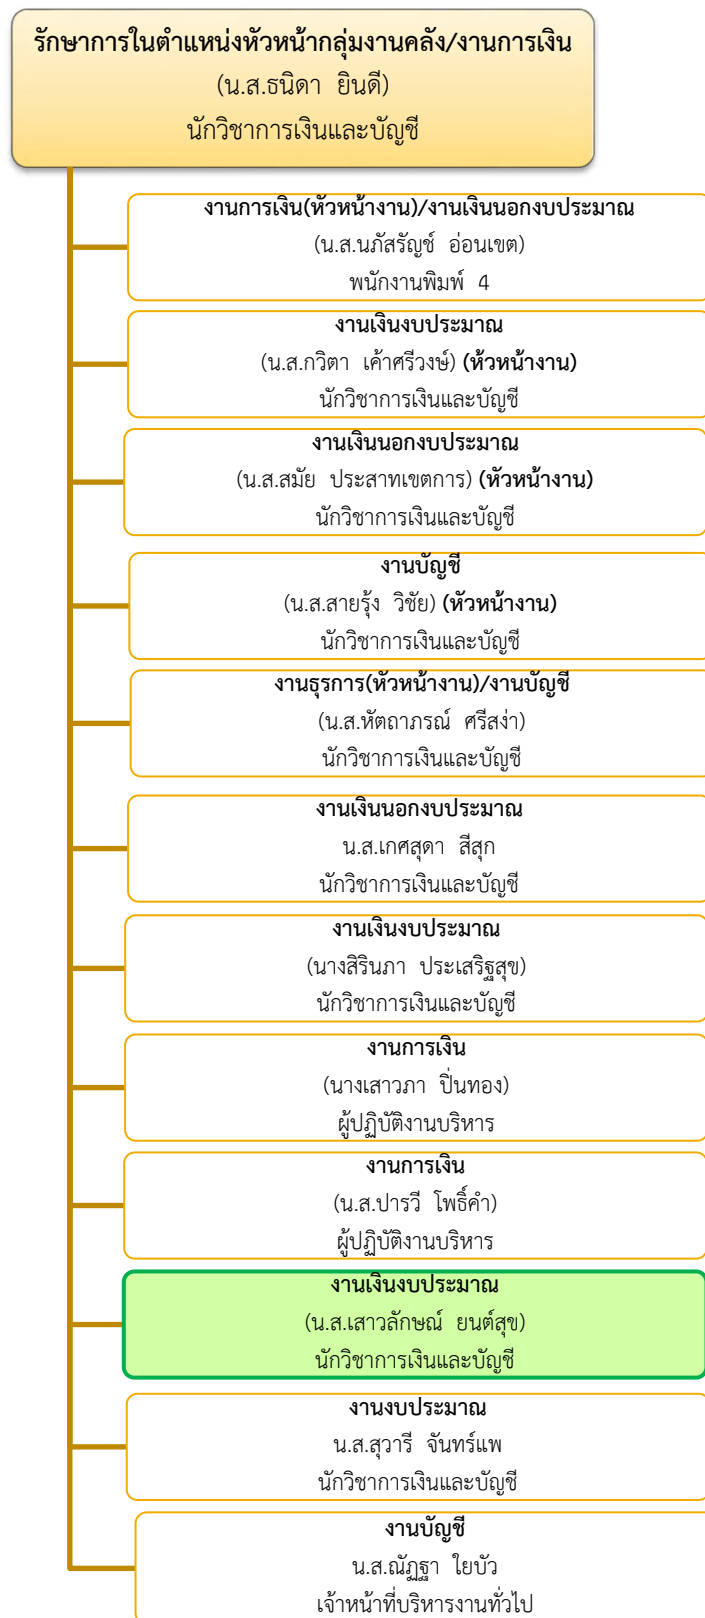 รักษาการในตำแหน่งหัวหน้ากลุ่มงานคลัง/งานการเงิน
(น.ส.ธนิดา ยินดี)
นักวิชาการเงินและบัญชี
งานการเงิน(หัวหน้างาน)/งานเงินนอกงบประมาณ
(น.ส.นภัสรัญช์ อ่อนเขต)
พนักงานพิมพ์ 4
งานเงินงบประมาณ
(น.ส.กวิตา เค้าศรีวงษ์) (ห้วหน้างาน)
นักวิชาการเงินและบัญชี
งานเงินนอกงบประมาณ
(น.ส.สมัย ประสาทเขตการ) (หัวหน้างาน)
นักวิชาการเงินและบัญชี
งานบัญชี
(น.ส.สายรุ้ง วิชัย) (หัวหน้างาน)
นักวิชาการเงินและบัญชี
งานธุรการ(หัวหน้างาน)/งานบัญชี
(น.ส.หัตถาภรณ์ ศรีสง่า)
นักวิชาการเงินและบัญชี
งานเงินนอกงบประมาณ
น.ส.เกศสุดา สีสุก
นักวิชาการเงินและบัญชี
งานเงินงบประมาณ
(นางสิรินภา ประเสริฐสุข)
นักวิชาการเงินและบัญชี
งานการเงิน
(นางเสาวภา ปิ่นทอง)
ผู้ปฏิบัติงานบริหาร
งานการเงิน
(น.ส.ปารวี โพธิ์คำ)
ผู้ปฏิบัติงานบริหาร
งานเงินงบประมาณ
(น.ส.เสาวลักษณ์ ยนต์สุข)
นักวิชาการเงินและบัญชี
งานงบประมาณ
น.ส.สุวารี จันทร์แพ
นักวิชาการเงินและบัญชี
งานบัญชี
น.ส.ณัฏฐา ใยบัว
เจ้าหน้าที่บริหารงานทั่วไป